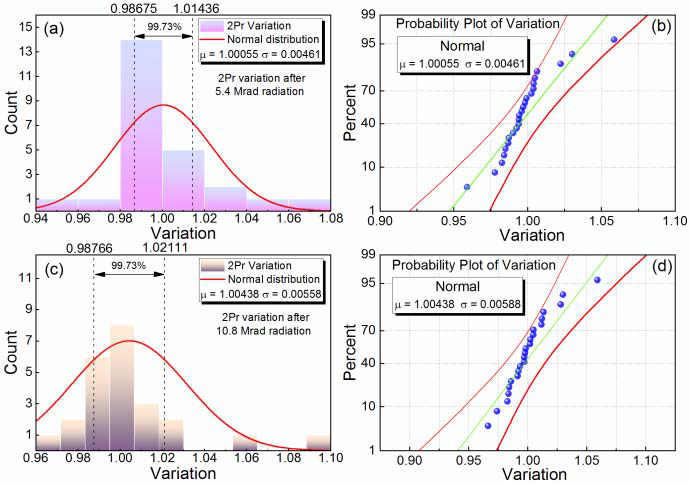 (a)
0.98675
1.01436
99.73%
2Pr Variation
Normal distribution
μ = 1.00055 σ = 0.00461
2Pr variation after
5.4 Mrad radiation
Count
15
13
11
9
7
5
3
1
0.94
0.96
0.98
1.00
1.02
1.04
1.06
1.08
Variation
(b)
Probability Plot of Variation
Normal
μ = 1.00055 σ = 0.00461
Percent
99
95
70
40
10
1
0.90
0.95
1.00
1.05
1.10
Variation
(c)
0.98766
1.02111
99.73%
2Pr Variation
Normal distribution
μ = 1.00438 σ = 0.00558
2Pr variation after
10.8 Mrad radiation
Count
11
9
7
5
3
1
0.96
0.98
1.00
1.02
1.04
1.06
1.08
1.10
Variation
(d)
Probability Plot of Variation
Normal
μ = 1.00438 σ = 0.00588
Percent
99
95
70
40
10
1
0.90
0.95
1.00
1.05
1.10
Variation